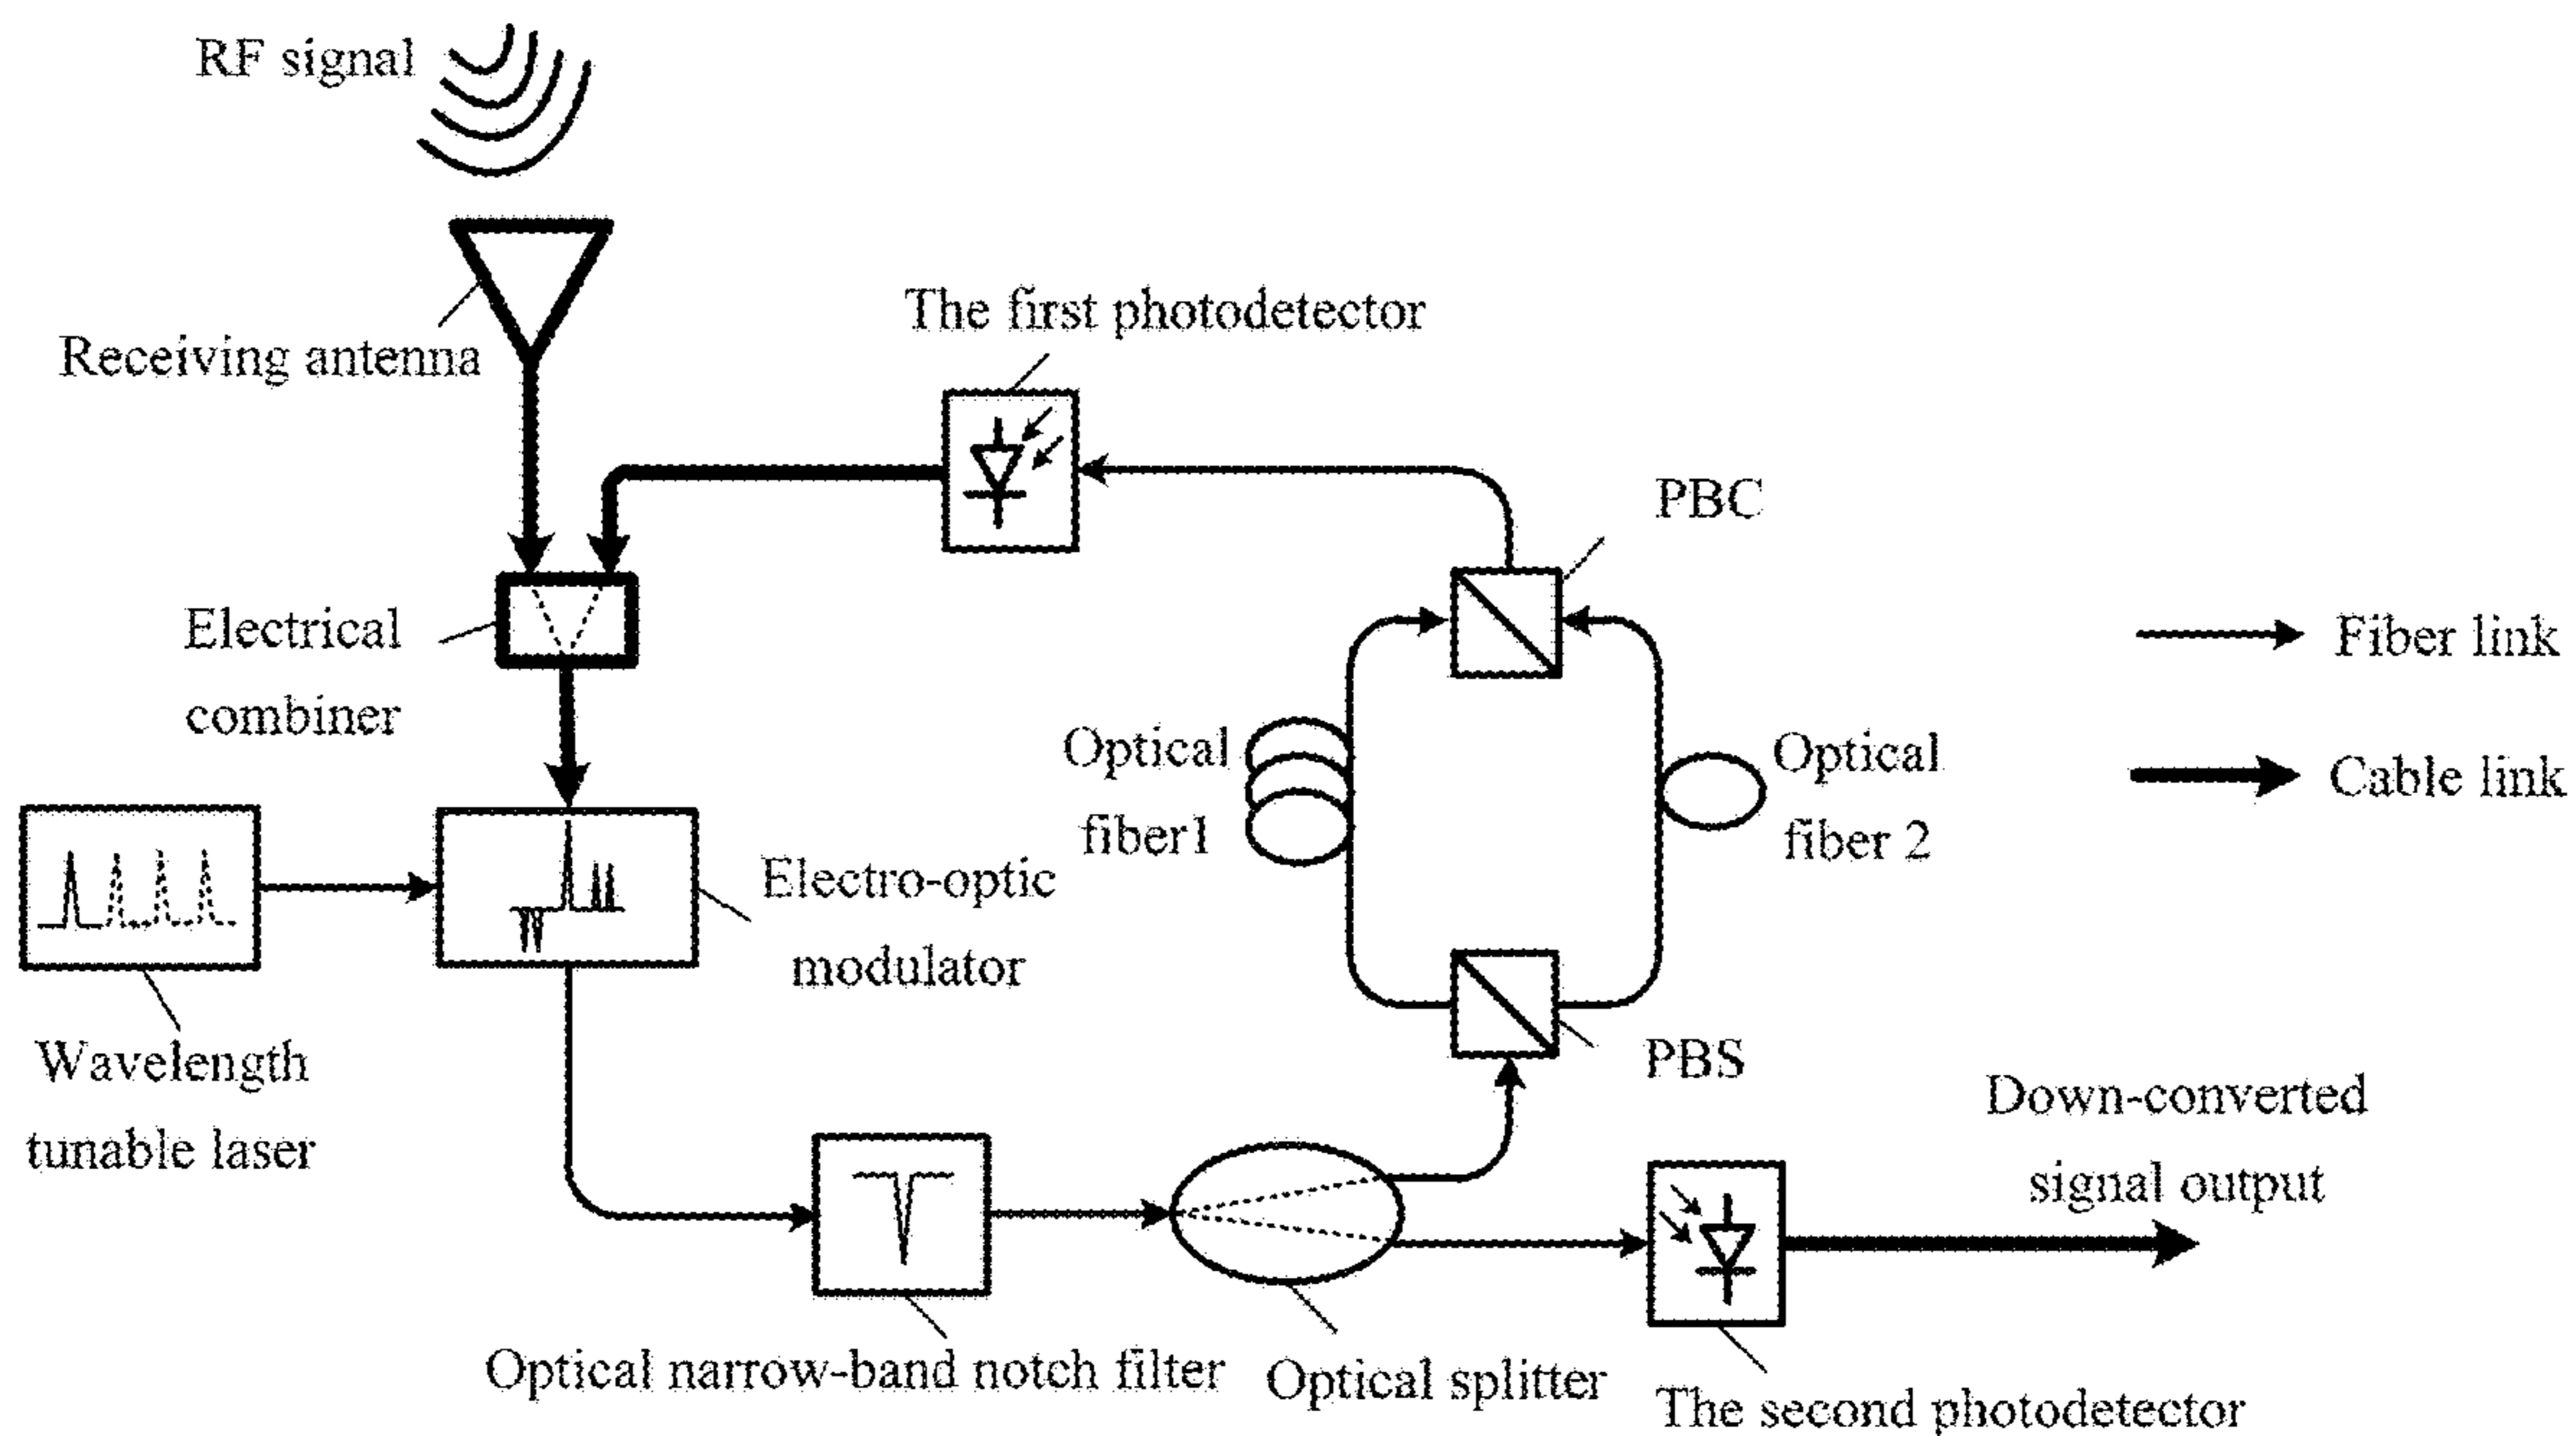 RF signal
Receiving antenna
The first photodetector
PBC
Electrical
combiner
Fiber link
Cable link
Optical
fiber1
Optical
fiber 2
Electro-optic
modulator
Wavelength
tunable laser
PBS
Down-converted
signal output
Optical narrow-band notch filter
Optical splitter
The second photodetector